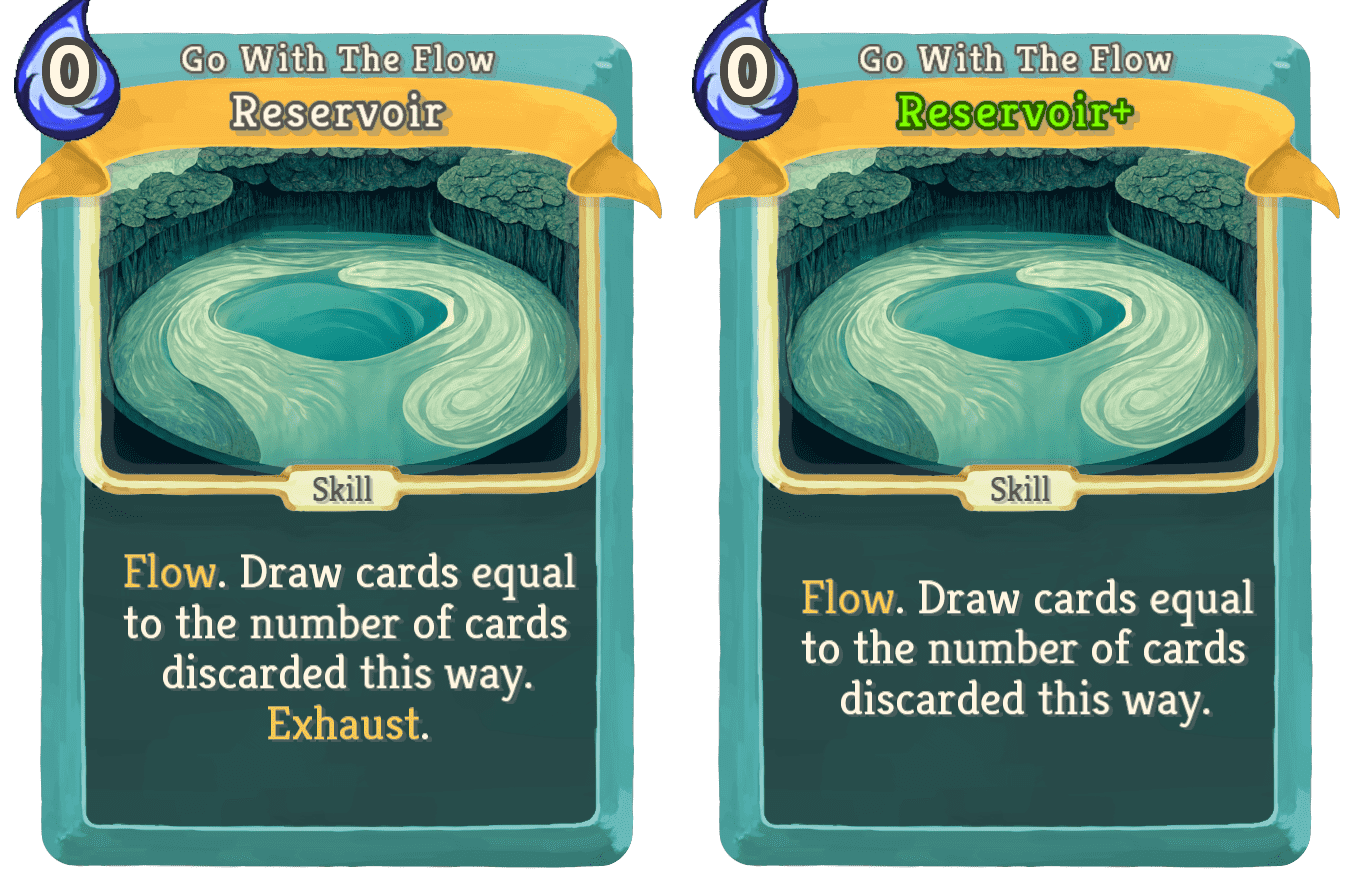 0
Go With The Flow
Reservoir
Skill
Flow. Draw cards equal
to the number of cards
discarded this way.
Exhaust.
0
Go With The Flow
Reservoir+
Skill
Flow. Draw cards equal
to the number of cards
discarded this way.